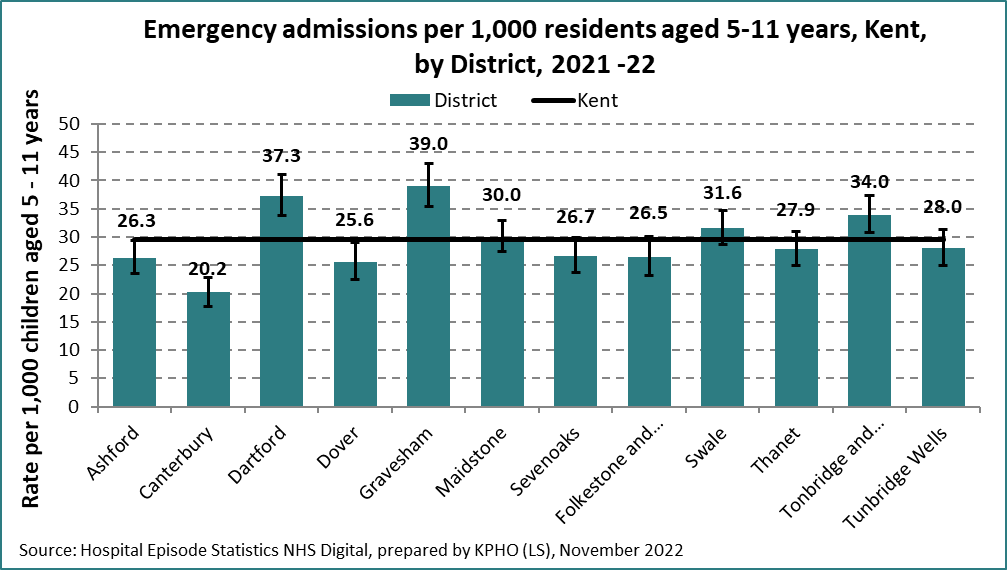 Emergency admissions per 1,000 residents aged 5-11 years, Kent,
by District, 2021 -22
District
Kent
Rate per 1,000 children aged 5 - 11 years
50
45
40
35
30
25
20
15
10
5
0
26.3
20.2
37.3
25.6
39.0
30.0
26.7
26.5
31.6
27.9
34.0
28.0
Ashford
Canterbury
Dartford
Dover
Gravesham
Maidstone
Sevenoaks
Folkestone and...
Swale
Thanet
Tonbridge and...
Tunbridge Wells
Source: Hospital Episode Statistics NHS Digital, prepared by KPHO (LS), November 2022